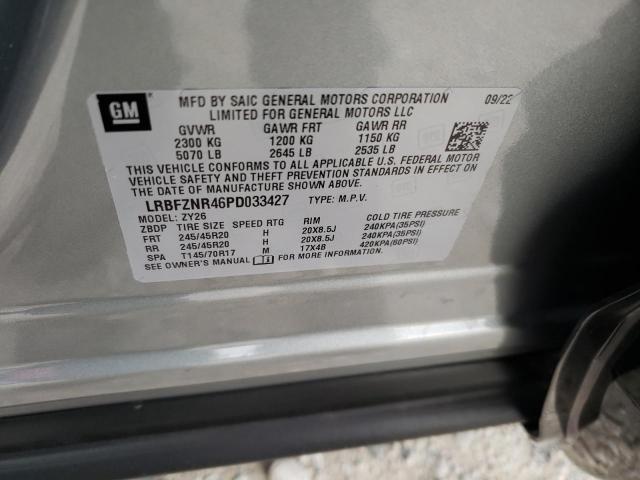 GM
MFD BY SAIC GENERAL MOTORS CORPORATION 09/22
LIMITED FOR GENERAL MOTORS LLC
GVWR GAWR FRT GAWR RR
2300 KG 1200 KG 1150 KG
5070 LB 2645 LB 2535 LB
THIS VEHICLE CONFORMS TO ALL APPLICABLE U.S. FEDERAL MOTOR
VEHICLE SAFETY AND THEFT PREVENTION STANDARDS IN EFFECT ON
THE DATE OF MANUFACTURE SHOWN ABOVE.
LRBFZNR46PD033427 TYPE: M.P.V.
MODEL: ZY26
ZBDP TIRE SIZE SPEED RTG RIM COLD TIRE PRESSURE
FRT 245/45R20 H 20X8.5J 240KPA(35PSI)
RR 245/45R20 H 20X8.5J 240KPA(35PSI)
SPA T145/70R17 M 17X4B 420KPA(60PSI)
SEE OWNER'S MANUAL